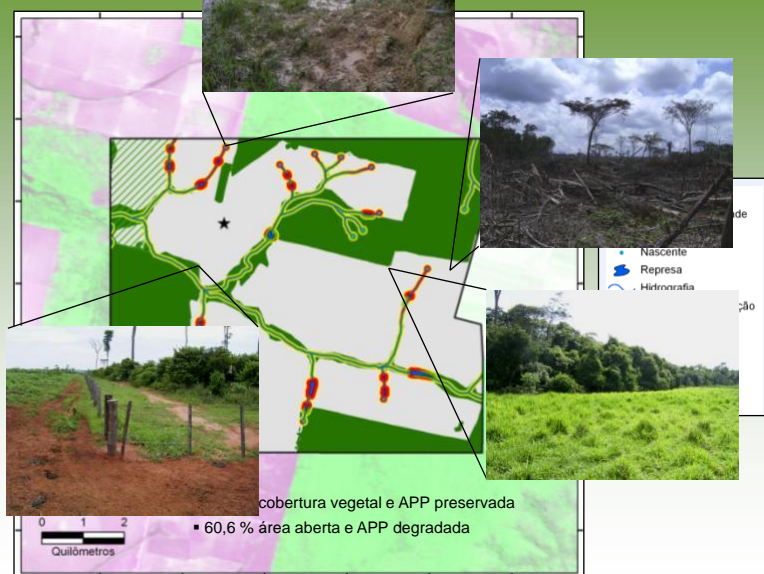 Nascente
Represa
Hidrografia
cobertura vegetal e APP preservada
▪ 60,6 % área aberta e APP degradada
0 1 2
Quilômetros